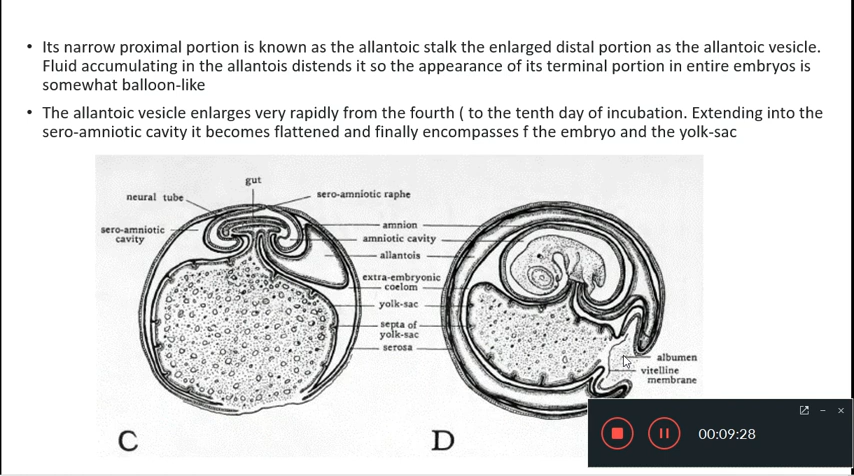 • Its narrow proximal portion is known as the allantoic stalk the enlarged distal portion as the allantoic vesicle.
Fluid accumulating in the allantois distends it so the appearance of its terminal portion in entire embryos is
somewhat balloon-like
• The allantoic vesicle enlarges very rapidly from the fourth ( to the tenth day of incubation. Extending into the
sero-amniotic cavity it becomes flattened and finally encompasses f the embryo and the yolk-sac
gut
neural tube
sero-amniotic raphe
sero-amniotic
cavity
amnion
amniotic cavity
allantois
extra-embryonic
coelom
yolk-sac
septa of
yolk-sac
serosa
albumen
vitelline
membrane
C
D
00:09:28